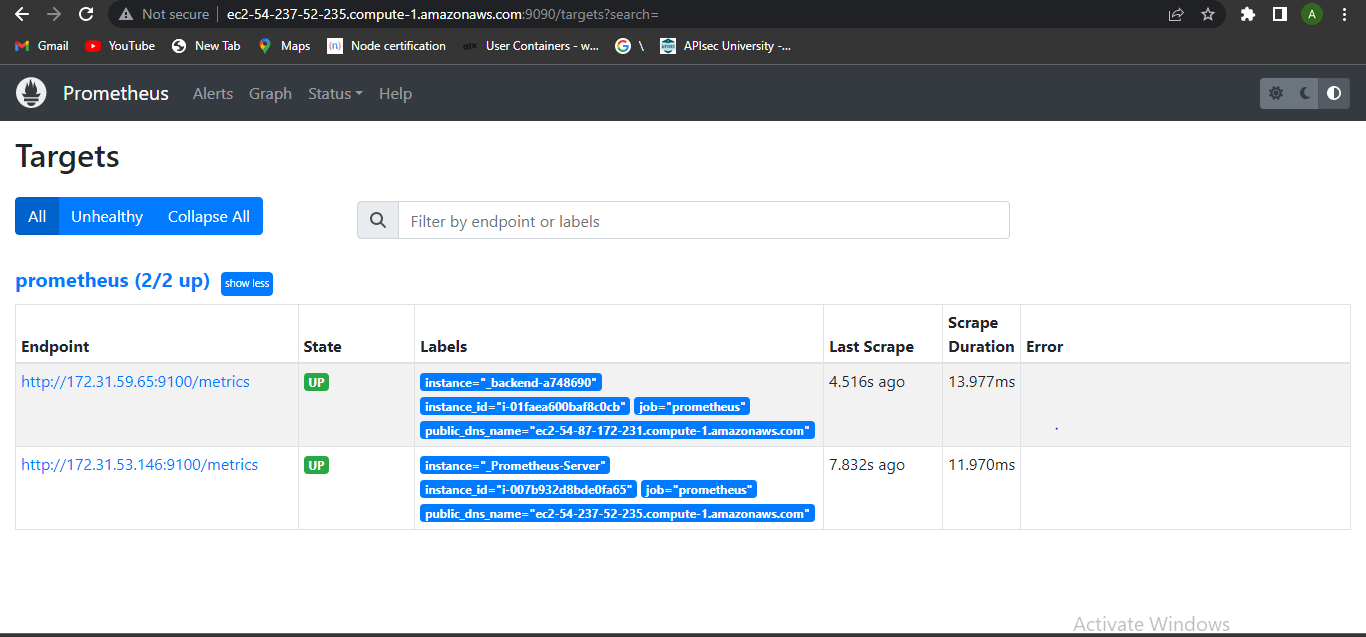 Not secure | ec2-54-237-52-235.compute-1.amazonaws.com:9090/targets?search= A
Gmail YouTube New Tab Maps (n) Node certification User Containers - w... \ APIsec University -...
Prometheus Alerts Graph Status Help
Targets
All Unhealthy Collapse All Filter by endpoint or labels
prometheus (2/2 up) show less
Endpoint State Labels Last Scrape Scrape Duration Error
http://172.31.59.65:9100/metrics UP instance="_backend-a748690" 4.516s ago 13.977ms
instance_id="i-01faea600baf8c0cb" job="prometheus"
public_dns_name="ec2-54-87-172-231.compute-1.amazonaws.com"
http://172.31.53.146:9100/metrics UP instance="_Prometheus-Server" 7.832s ago 11.970ms
instance_id="i-007b932d8bde0fa65" job="prometheus"
public_dns_name="ec2-54-237-52-235.compute-1.amazonaws.com"
Activate Windows